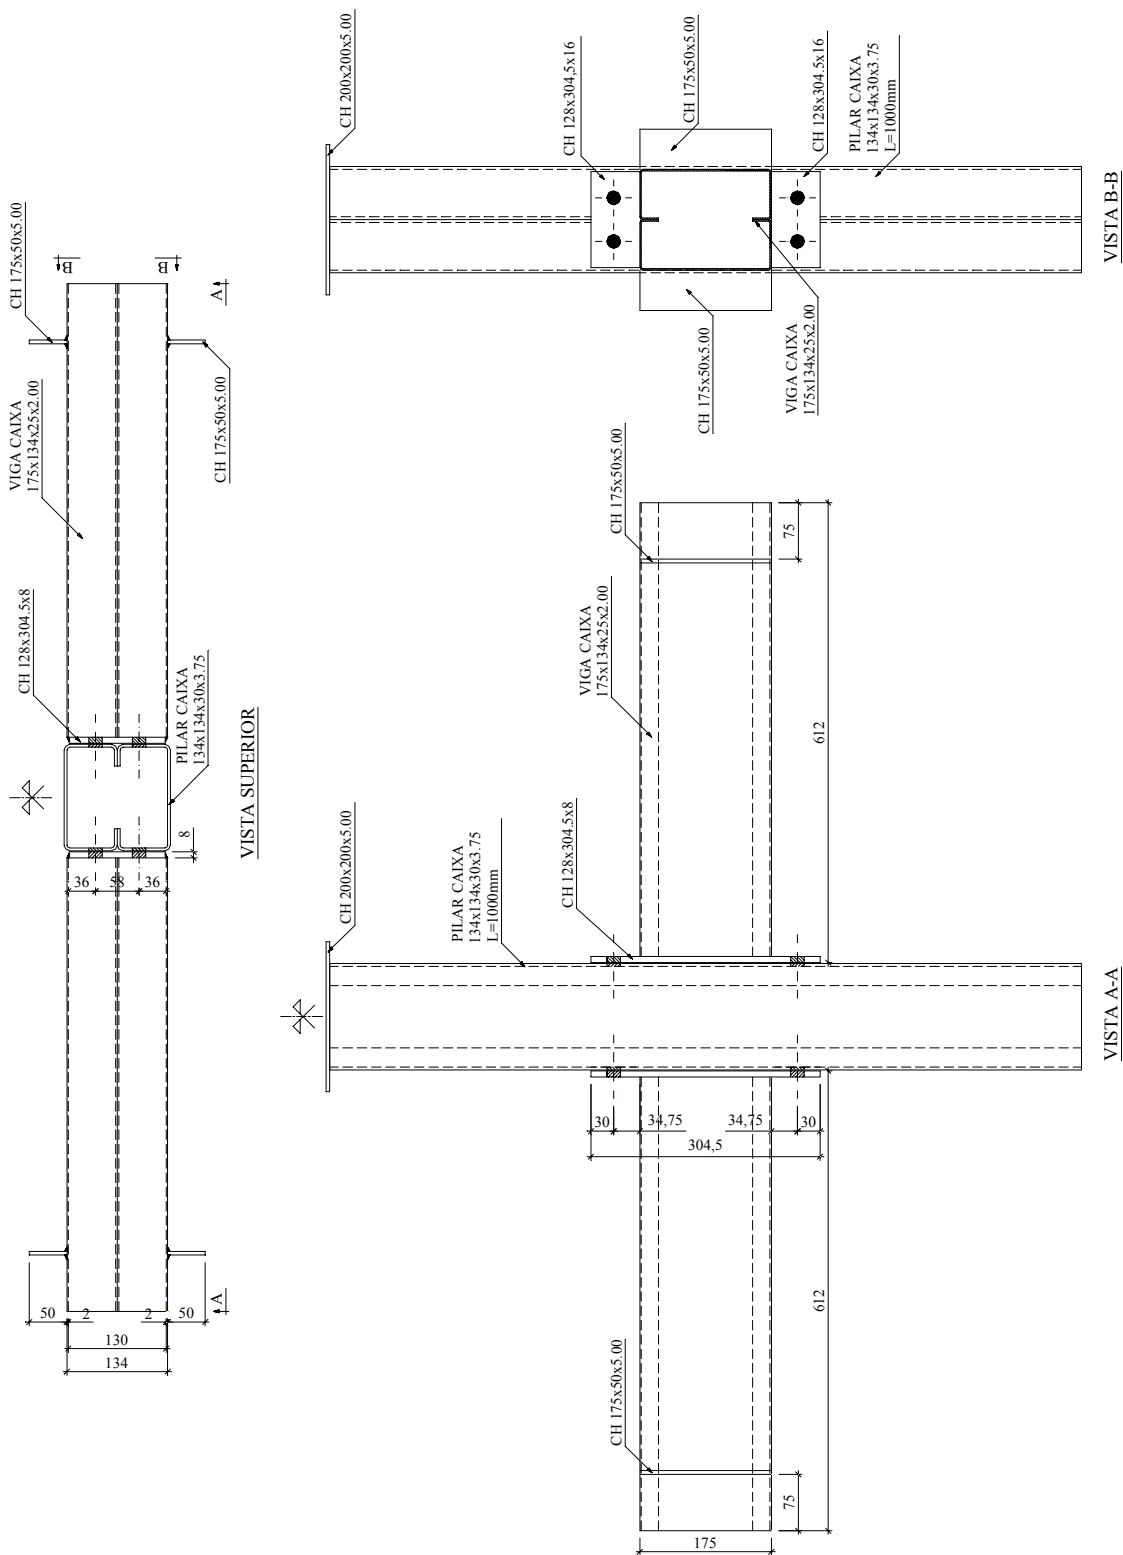 CH 128x304.5x8
VIGA CAIXA
175x134x25x2.00
CH 175x50x5.00
50
2
130
134
2
50
36
58
36
8
B
B
A
A
PILAR CAIXA
134x134x30x3.75
CH 175x50x5.00
VISTA SUPERIOR
CH 200x200x5.00
PILAR CAIXA
134x134x30x3.75
L=1000mm
CH 128x304.5x8
VIGA CAIXA
175x134x25x2.00
CH 175x50x5.00
CH 175x50x5.00
30
34,75
34,75
30
304,5
175
75
612
612
75
VISTA A-A
CH 200x200x5.00
CH 128x304,5x16
CH 175x50x5.00
CH 175x50x5.00
VIGA CAIXA
175x134x25x2.00
CH 128x304.5x16
PILAR CAIXA
134x134x30x3.75
L=1000mm
VISTA B-B